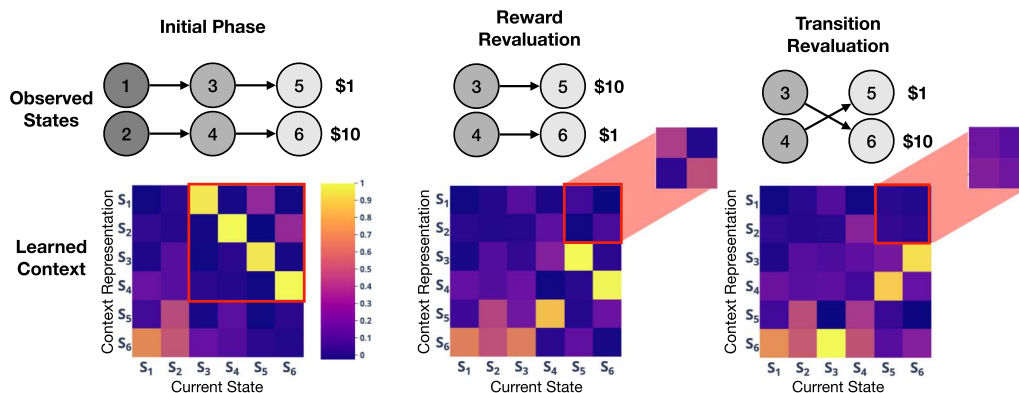 Initial Phase
Observed
States
1
3
5
$1
2
4
6
$10
Learned
Context
Context Representation
S1
S2
S3
S4
S5
S6
S1 S2 S3 S4 S5 S6
Current State
1
0.9
0.8
0.7
0.6
0.5
0.4
0.3
0.2
0.1
0
Reward
Revaluation
3
5
$10
4
6
$1
Context Representation
S1
S2
S3
S4
S5
S6
S1 S2 S3 S4 S5 S6
Current State
Transition
Revaluation
3
5
$1
4
6
$10
Context Representation
S1
S2
S3
S4
S5
S6
S1 S2 S3 S4 S5 S6
Current State